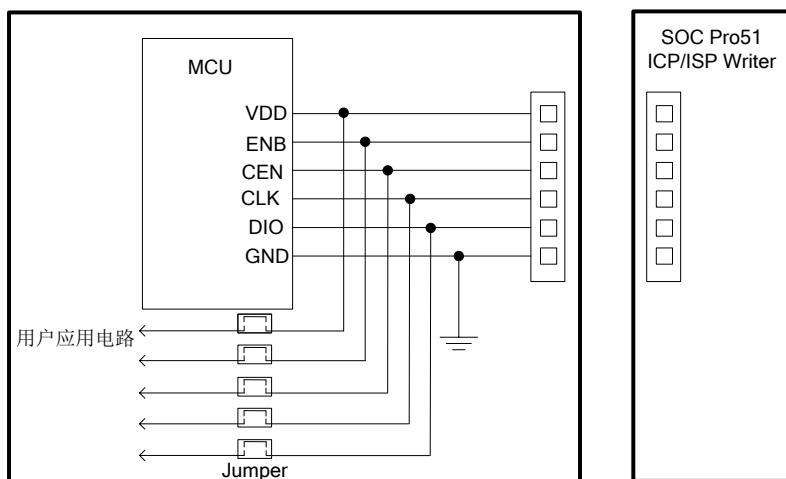 MCU
VDD
ENB
CEN
CLK
DIO
GND
用户应用电路
Jumper
SOC Pro51
ICP/ISP Writer